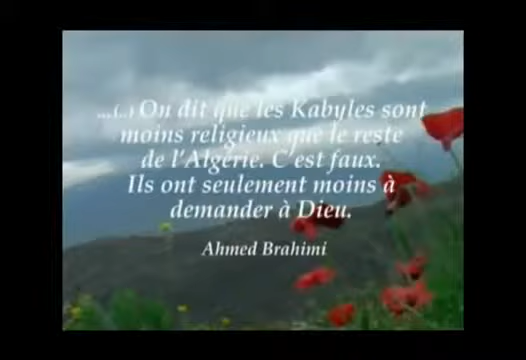 ...(..) On dit que les Kabyles sont
moins religieux que le reste
de l'Algérie. C'est faux.
Ils ont seulement moins à
demander à Dieu.
Ahmed Brahimi